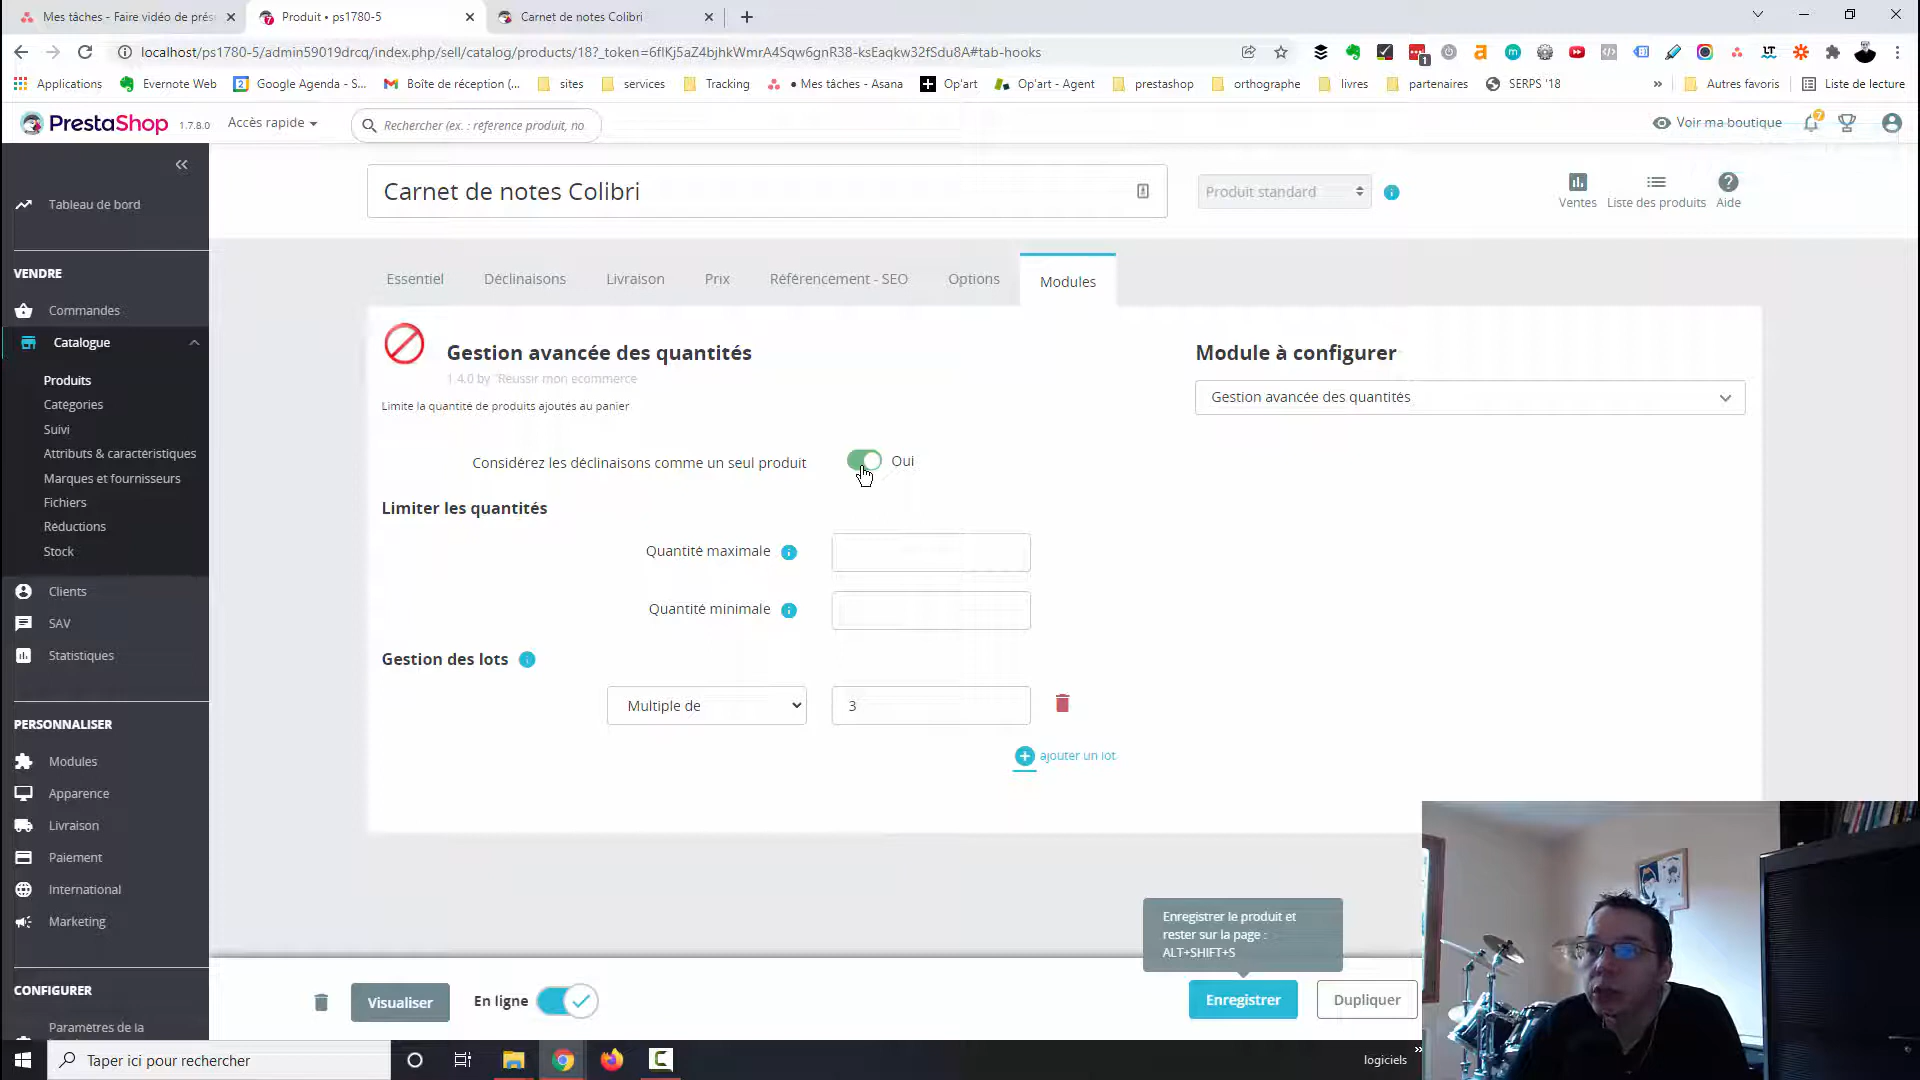 Mes tâches - Faire vidéo de prés
Produit • ps1780-5
Carnet de notes Colibri
localhost/ps1780-5/admin59019drcq/index.php/sell/catalog/products/18?_token=6flKj5aZ4bjhkWmrA4Sqw6gnR38-ksEaqkw32fSdu8A#tab-hooks
Applications
Evernote Web
Google Agenda - S...
Boîte de réception (...
sites
services
Tracking
● Mes tâches - Asana
Op'art
Op'art - Agent
prestashop
orthographe
livres
partenaires
SERPS '18
»
Autres favoris
Liste de lecture
PrestaShop
1.7.8.0
Accès rapide
Rechercher (ex. : référence produit, no
Voir ma boutique
7
Carnet de notes Colibri
Produit standard
Ventes
Liste des produits
Aide
Tableau de bord
VENDRE
Commandes
Catalogue
Produits
Catégories
Suivi
Attributs & caractéristiques
Marques et fournisseurs
Fichiers
Réductions
Stock
Clients
SAV
Statistiques
PERSONNALISER
Modules
Apparence
Livraison
Paiement
International
Marketing
CONFIGURER
Paramètres de la
Essentiel
Déclinaisons
Livraison
Prix
Référencement - SEO
Options
Modules
Gestion avancée des quantités
1.4.0 by "Reussir mon ecommerce
Limite la quantité de produits ajoutés au panier
Considérez les déclinaisons comme un seul produit
Oui
Limiter les quantités
Quantité maximale
Quantité minimale
Gestion des lots
Multiple de
3
ajouter un lot
Module à configurer
Gestion avancée des quantités
Enregistrer le produit et
rester sur la page :
ALT+SHIFT+S
Visualiser
En ligne
Enregistrer
Dupliquer
Taper ici pour rechercher
logiciels
»